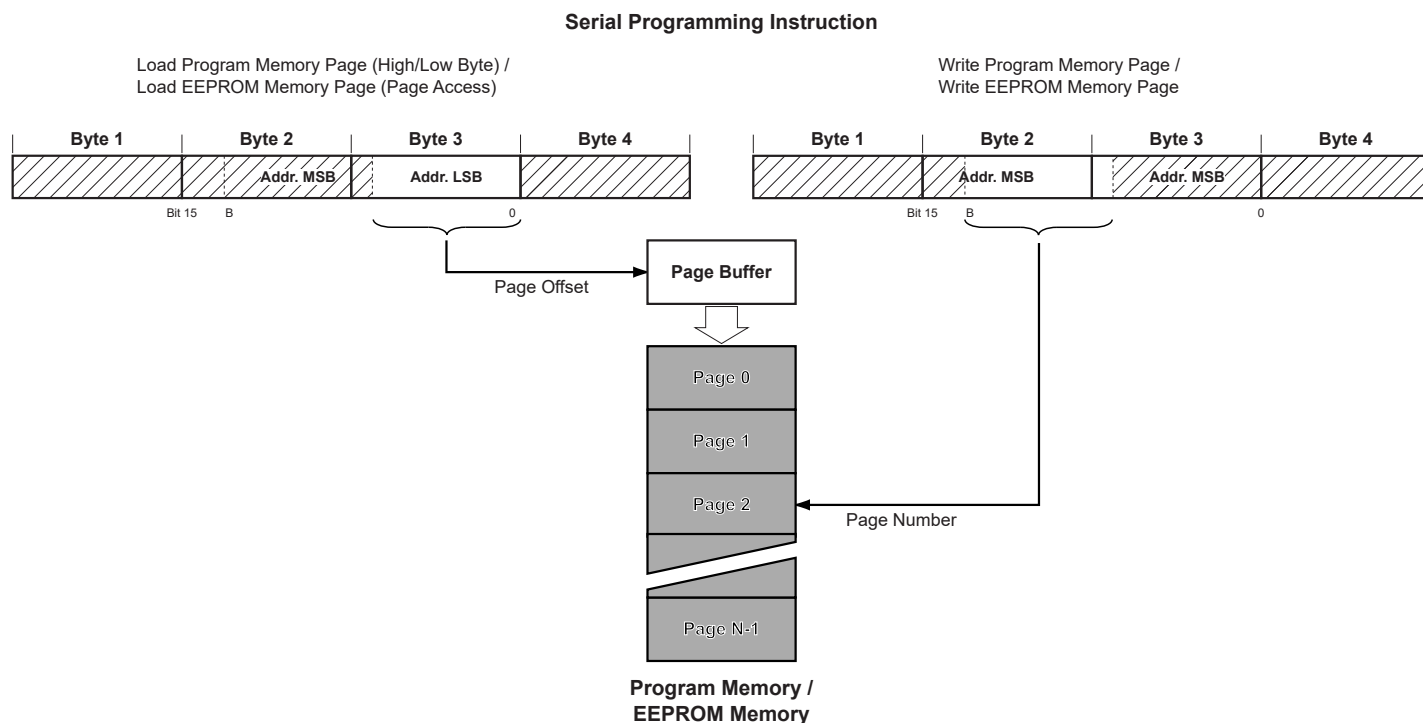 Serial Programming Instruction
Load Program Memory Page (High/Low Byte) /
Load EEPROM Memory Page (Page Access)
Write Program Memory Page /
Write EEPROM Memory Page
Byte 1 Byte 2 Byte 3 Byte 4
Byte 1 Byte 2 Byte 3 Byte 4
Addr. MSB Addr. LSB
Addr. MSB Addr. MSB
Bit 15 B 0
Bit 15 B 0
Page Buffer
Page Offset
Page 0
Page 1
Page 2
Page Number
Page N-1
Program Memory /
EEPROM Memory